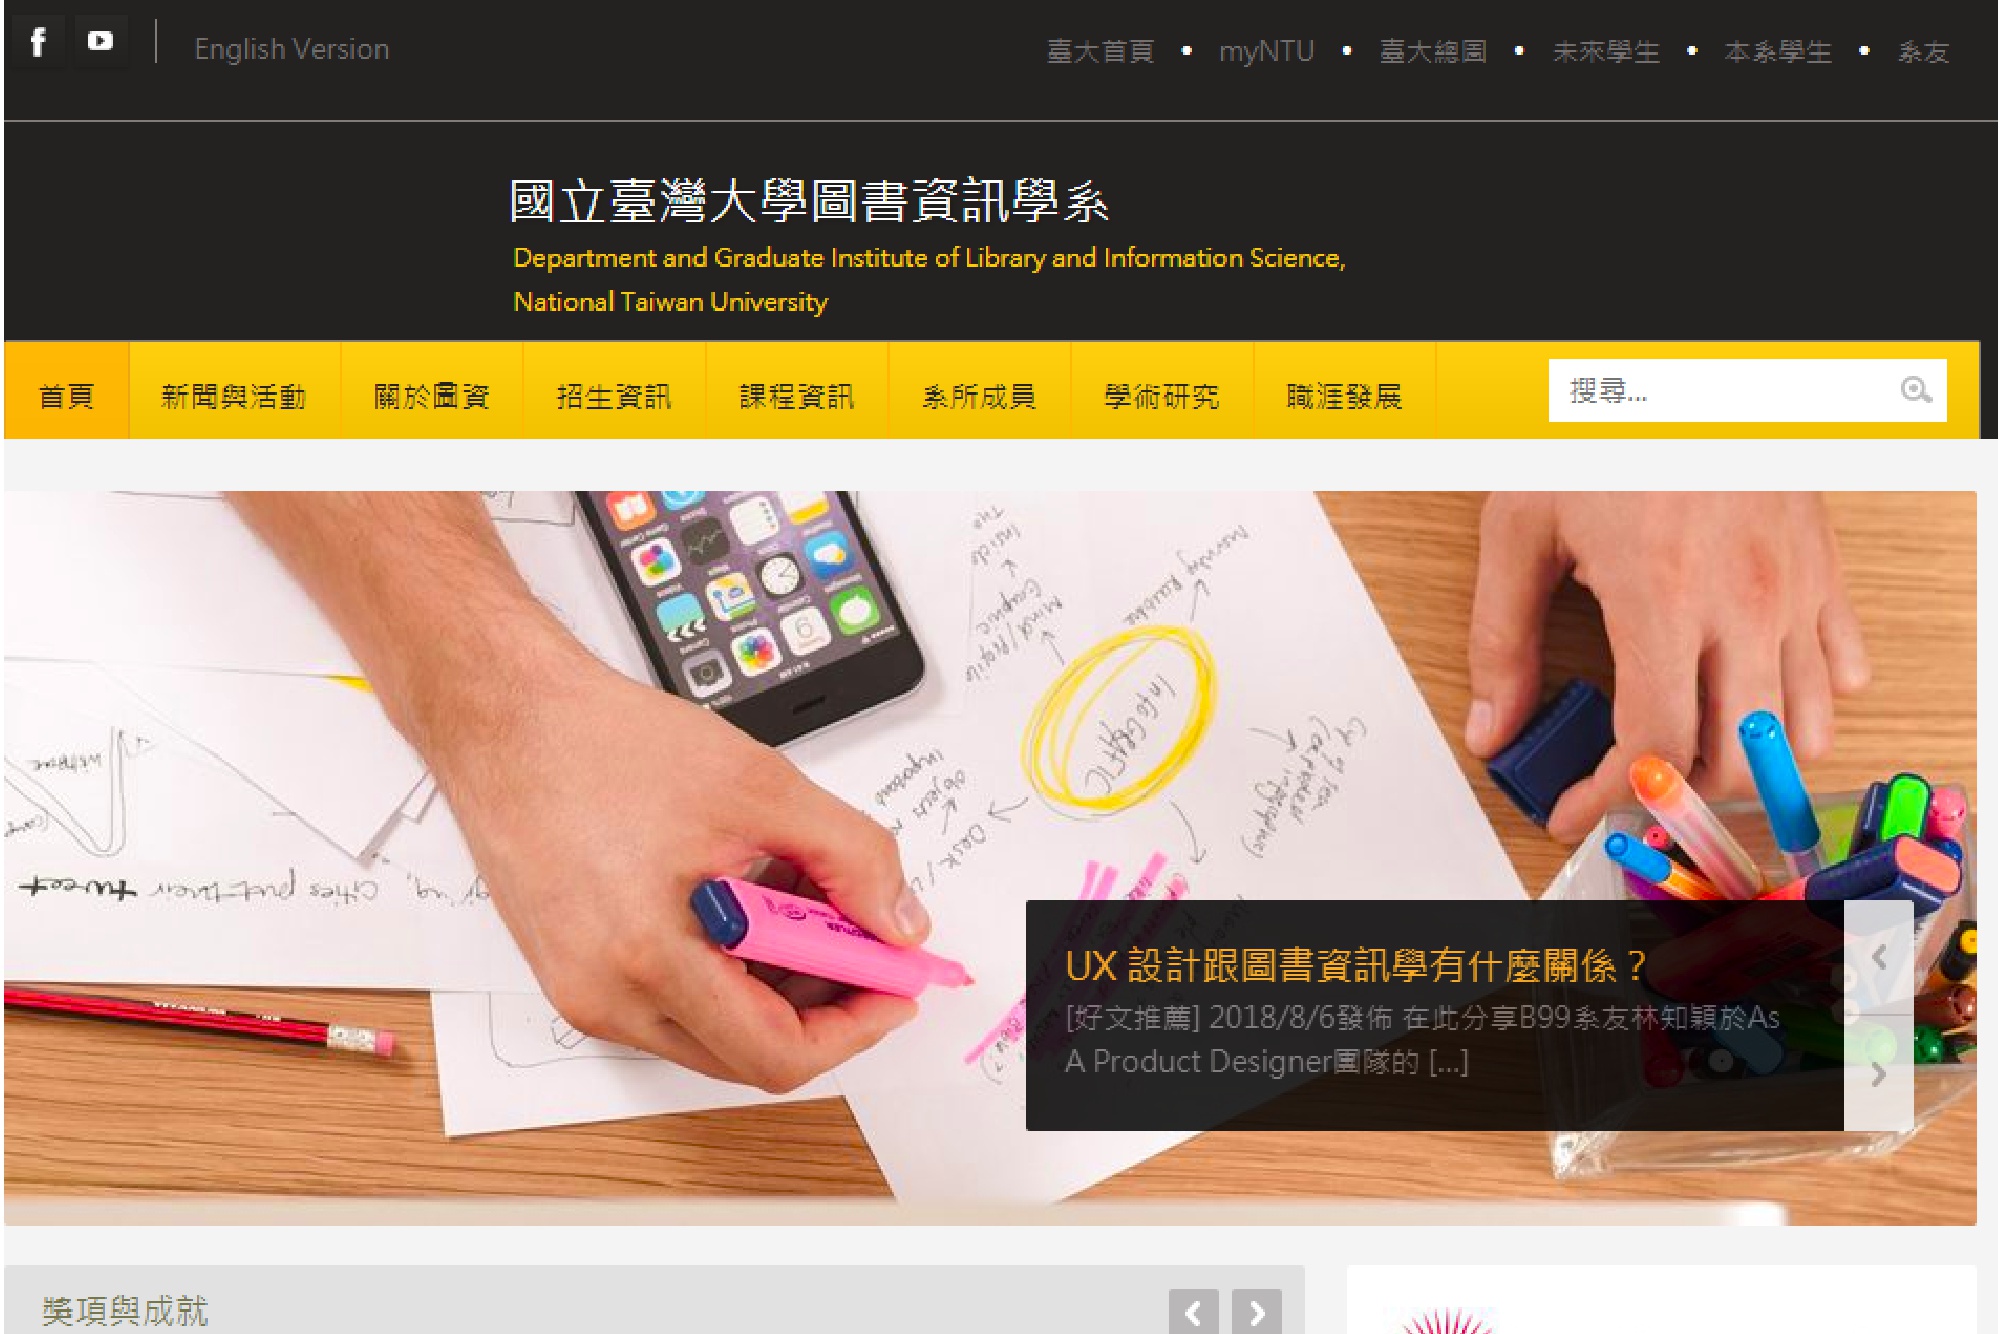 English Version
臺大首頁 • myNTU • 臺大總圖 • 未來學生 • 本系學生 • 系友
國立臺灣大學圖書資訊學系
Department and Graduate Institute of Library and Information Science,
National Taiwan University
首頁 新聞與活動 關於圖資 招生資訊 課程資訊 系所成員 學術研究 職涯發展 搜尋...
INFOGRAFIC
tweet
UX 設計跟圖書資訊學有什麼關係？
[好文推薦] 2018/8/6發佈 在此分享B99系友林知穎於As
A Product Designer團隊的 [...]
獎項與成就